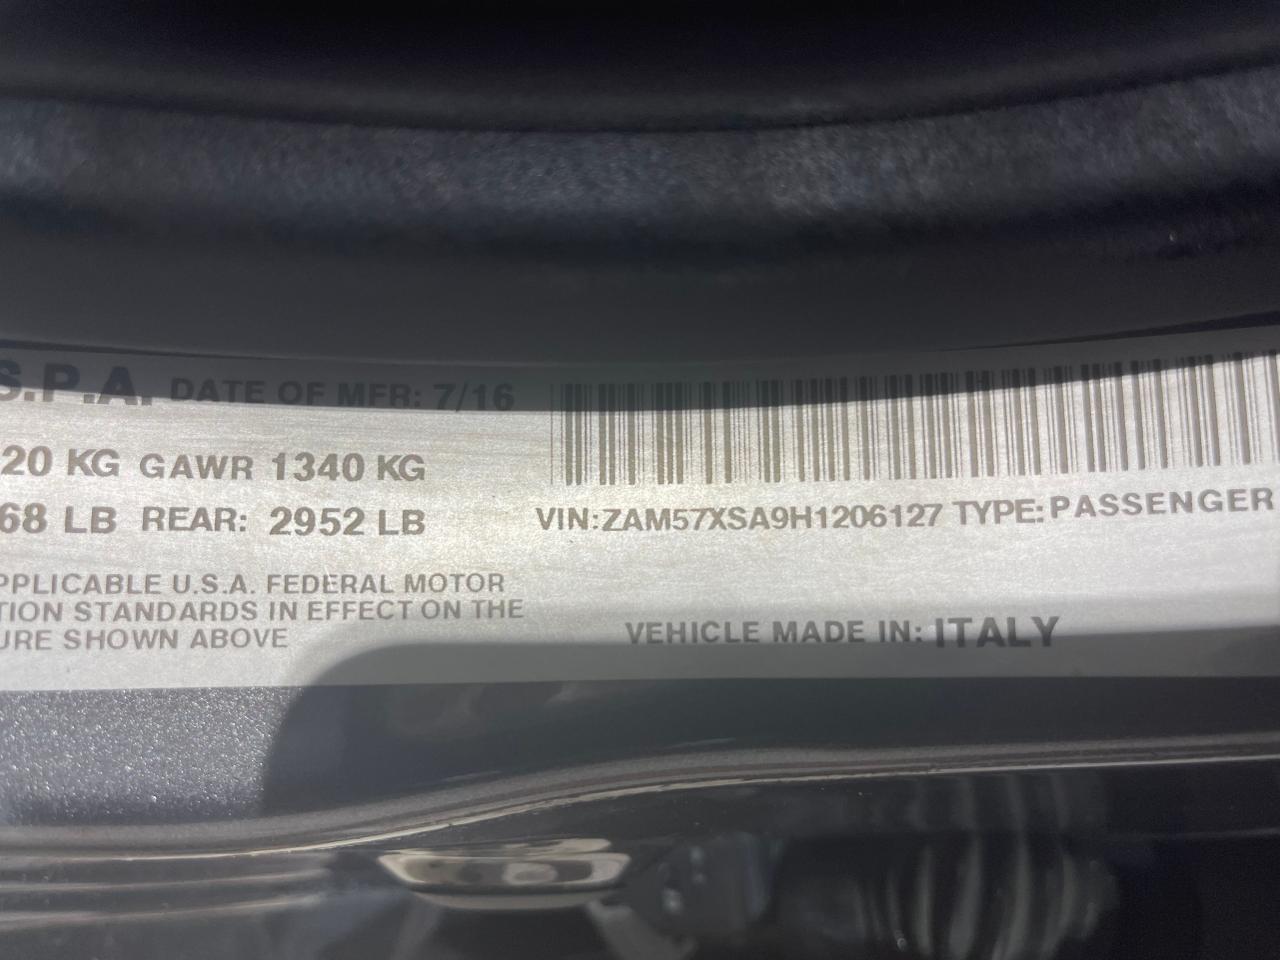 S.P.A. DATE OF MFR: 7/16
20 KG GAWR 1340 KG
68 LB REAR: 2952 LB
VIN:ZAM57XSA9H1206127 TYPE:PASSENGER
PPLICABLE U.S.A. FEDERAL MOTOR
TION STANDARDS IN EFFECT ON THE
URE SHOWN ABOVE
VEHICLE MADE IN: ITALY